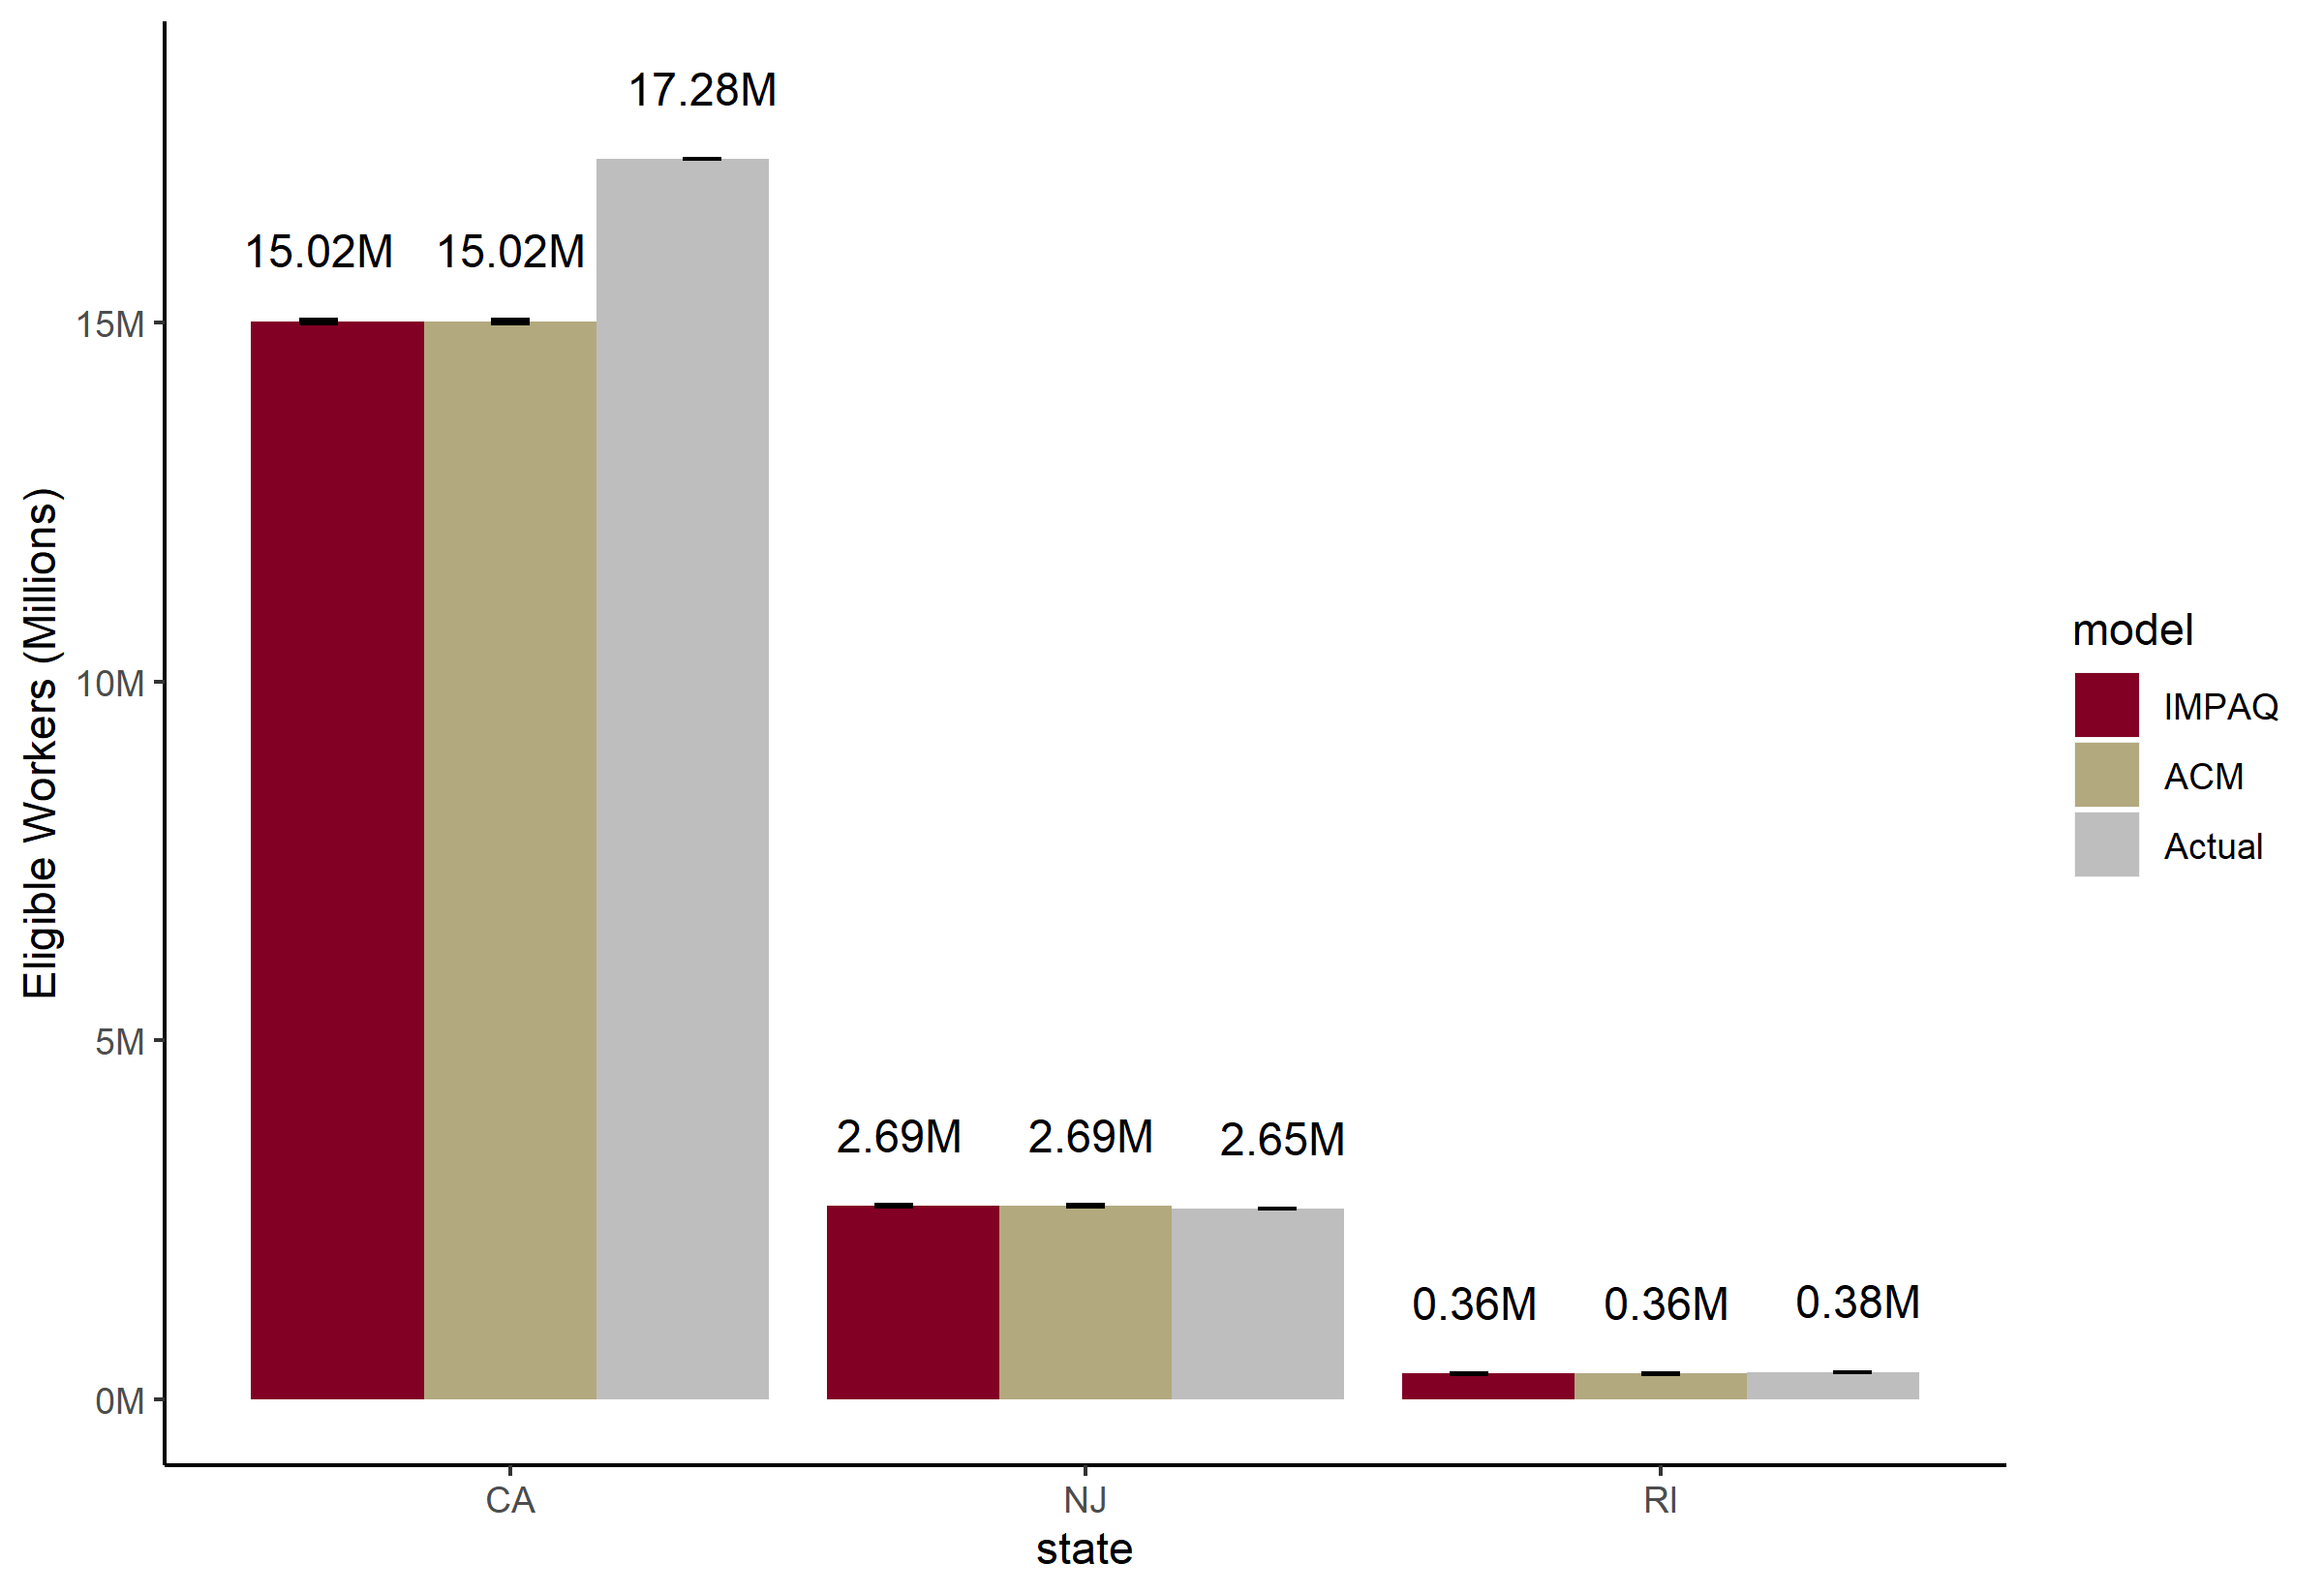 17.28M
15.02M 15.02M
15M
10M
5M
0M
Eligible Workers (Millions)
2.69M 2.69M 2.65M
0.36M 0.36M 0.38M
CA NJ RI
state
model
IMPAQ
ACM
Actual